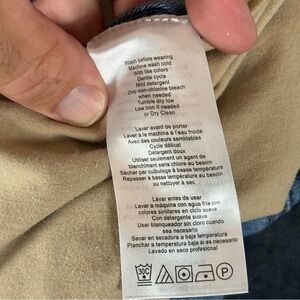 Wash before wearing
Machine wash cold
With like colors
Gentle cycle
Mild detergent
Only non-chlorine bleach
when needed
Tumble dry low
Low iron if needed
or Dry Clean
Laver avant de porter
Laver à la machine à l'eau froide
Avec des couleurs semblables
Cycle délicat
Détergent doux
Utiliser seulement un agent de
blanchiment sans chlore au besoin
Sécher par culbutage à basse température
Repasser à basse température au besoin
ou nettoyer à sec
Lavar antes de usar
Lavar a máquina con agua fria con
colores similares en ciclo suave
Con detergente suave
Usar blanqueador sin cloro cuando
sea necesario
Secar en secadora a baja temperatura
Planchar a temperatura baja si es necesario
Lavado en seco profesional
30C
P